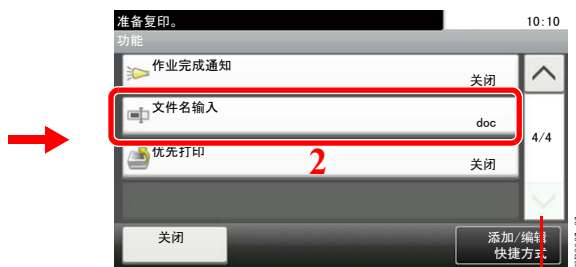 准备复印。
10:10
功能
作业完成通知
关闭
文件名输入
doc
4/4
优先打印
2
关闭
关闭
添加/编辑
快捷方式